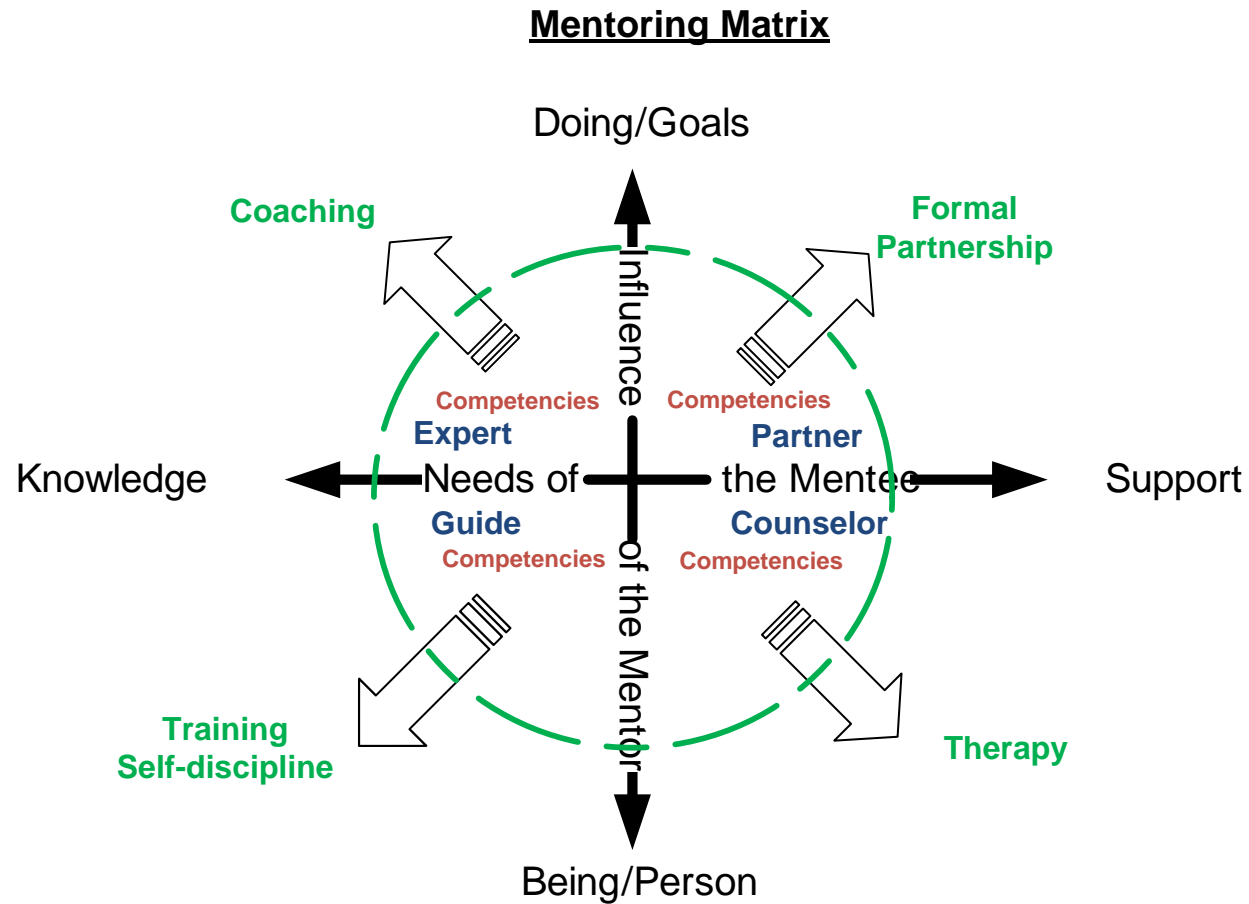 Mentoring Matrix
Doing/Goals
Coaching
Formal
Partnership
Influence
Competencies
Competencies
Expert
Partner
Knowledge
Needs of
the Mentee
Support
Guide
Counselor
Competencies
Competencies
of the Mentor
Training
Self-discipline
Therapy
Being/Person